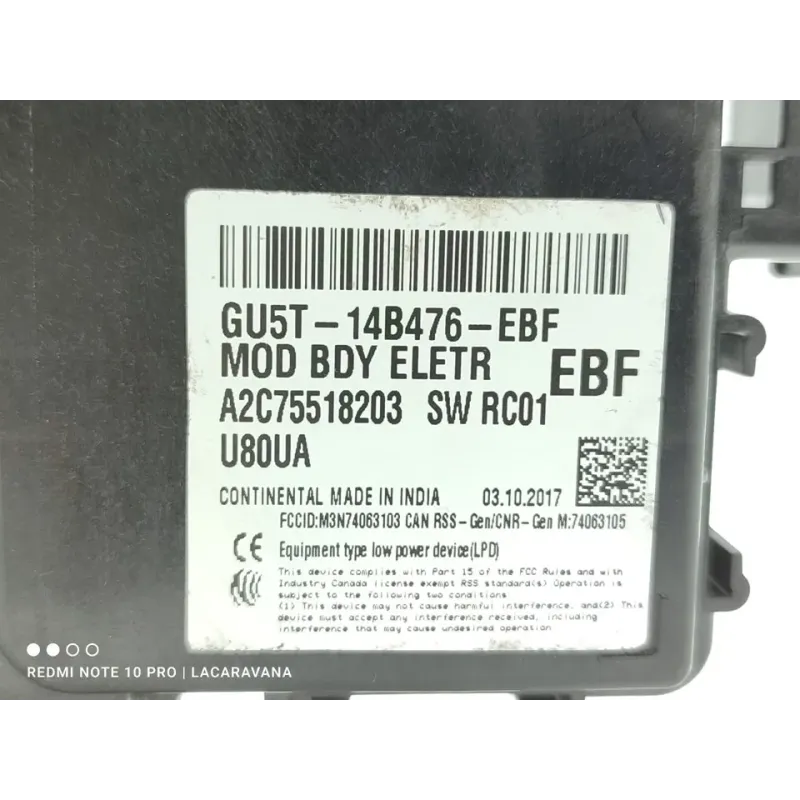 GU5T-14B476-EBF
MOD BDY ELETR
EBF
A2C75518203 SW RC01
U80UA
CONTINENTAL MADE IN INDIA 03.10.2017
FCCID:M3N74063103 CAN RSS-Gen/CNR-Gen M:74063105
CE Equipment type low power device(LPD)
This device complies with Part 15 of the FCC Rules and with
Industry Canada license exempt RSS standard(s) Operation is
subject to the following two conditions
(1) This device may not cause harmful interference, and(2) This
device must accept any interference received, including
interference that may cause undesired operation
REDMI NOTE 10 PRO | LACARAVANA